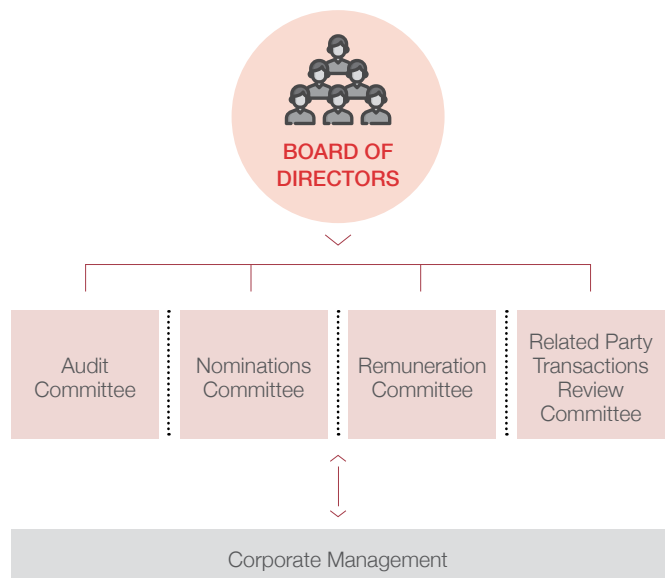 BOARD OF
DIRECTORS
Audit
Committee
Nominations
Committee
Remuneration
Committee
Related Party
Transactions
Review
Committee
Corporate Management